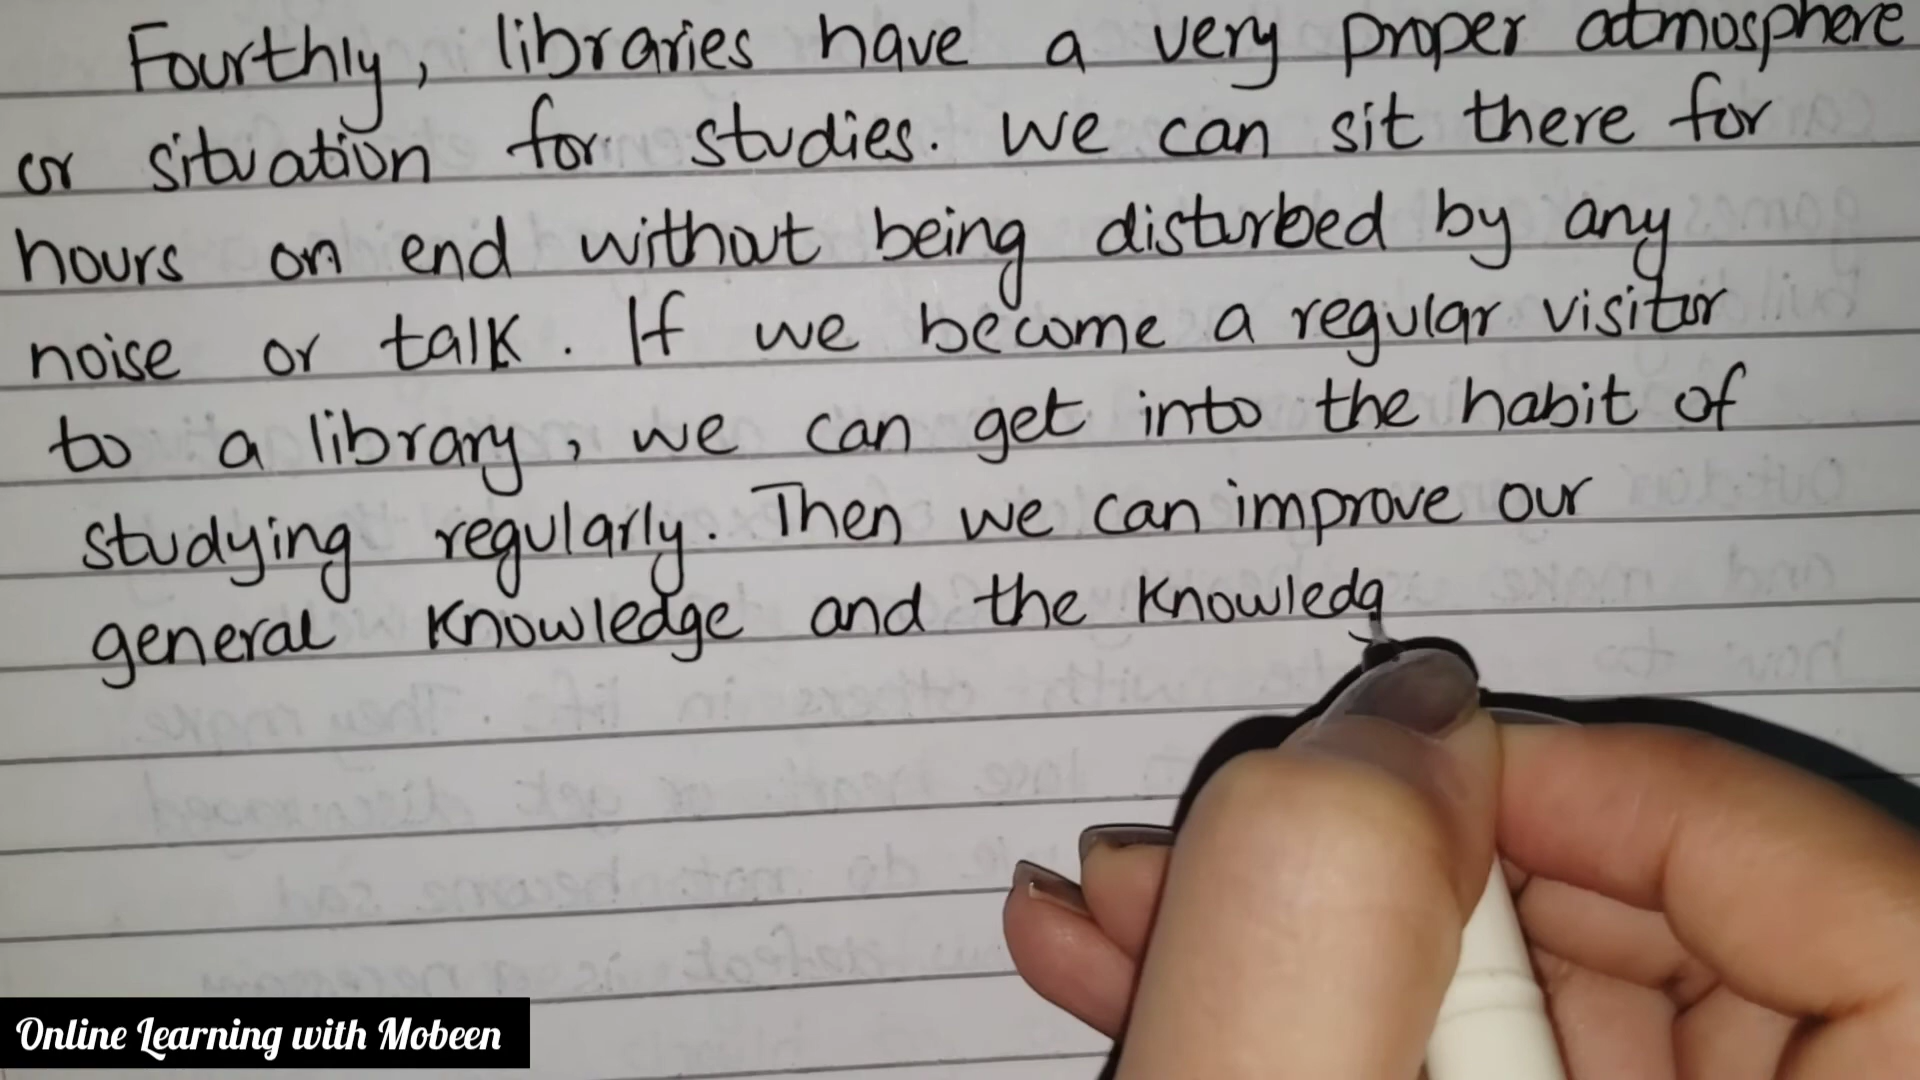 Fourthly, libraries have a very proper atmosphere
or situation for studies. We can sit there for
hours on end without being disturbed by any
noise or talk. If we become a regular visitor
to a library, we can get into the habit of
studying regularly. Then we can improve our
general knowledge and the knowledg
Online Learning with Mobeen